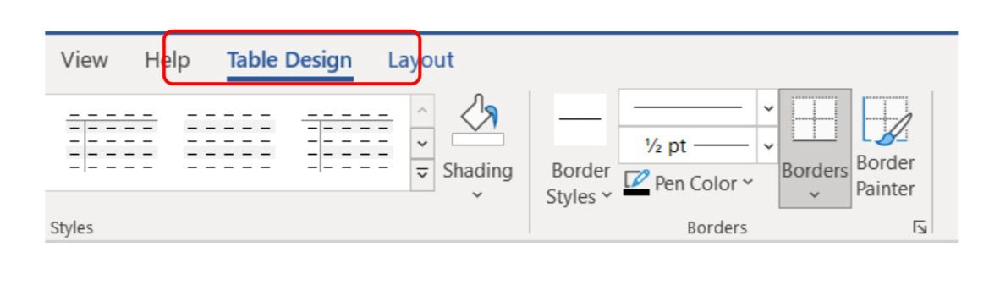 View Help Table Design Layout
½ pt
Shading
Border Styles
Pen Color
Borders
Border Painter
Styles
Borders